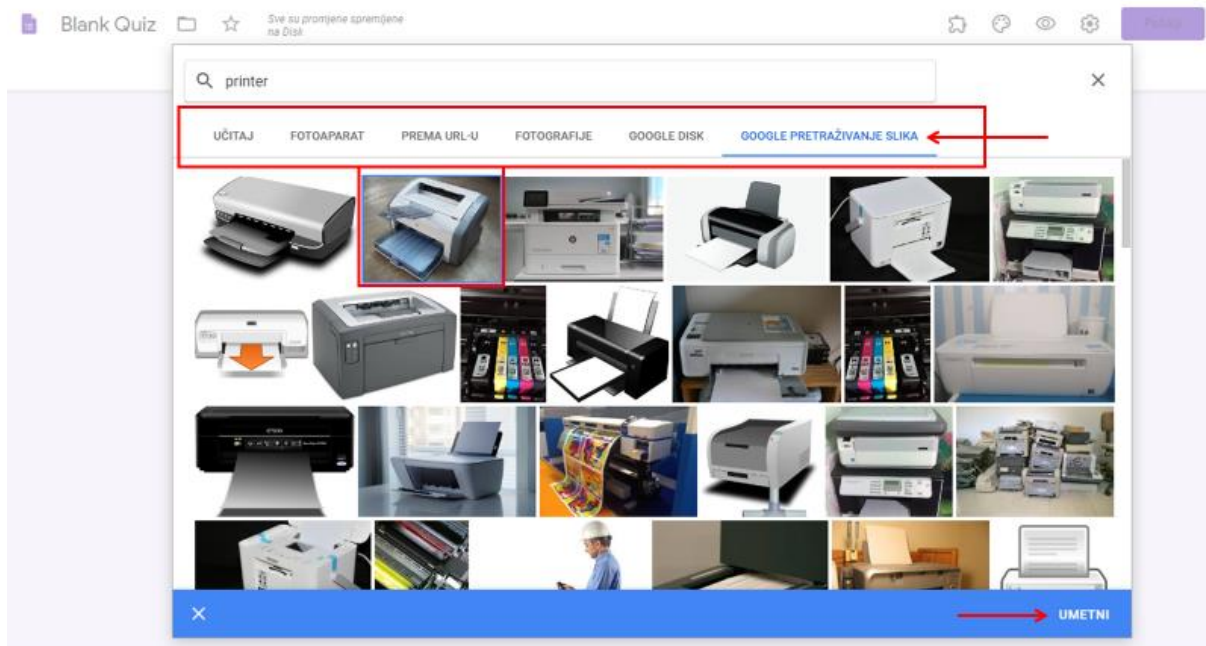 Blank Quiz
Sve su promjene spremljene
na Disk
printer
UČITAJ FOTOAPARAT PREMA URL-U FOTOGRAFIJE GOOGLE DISK GOOGLE PRETRAŽIVANJE SLIKA
UMETNI